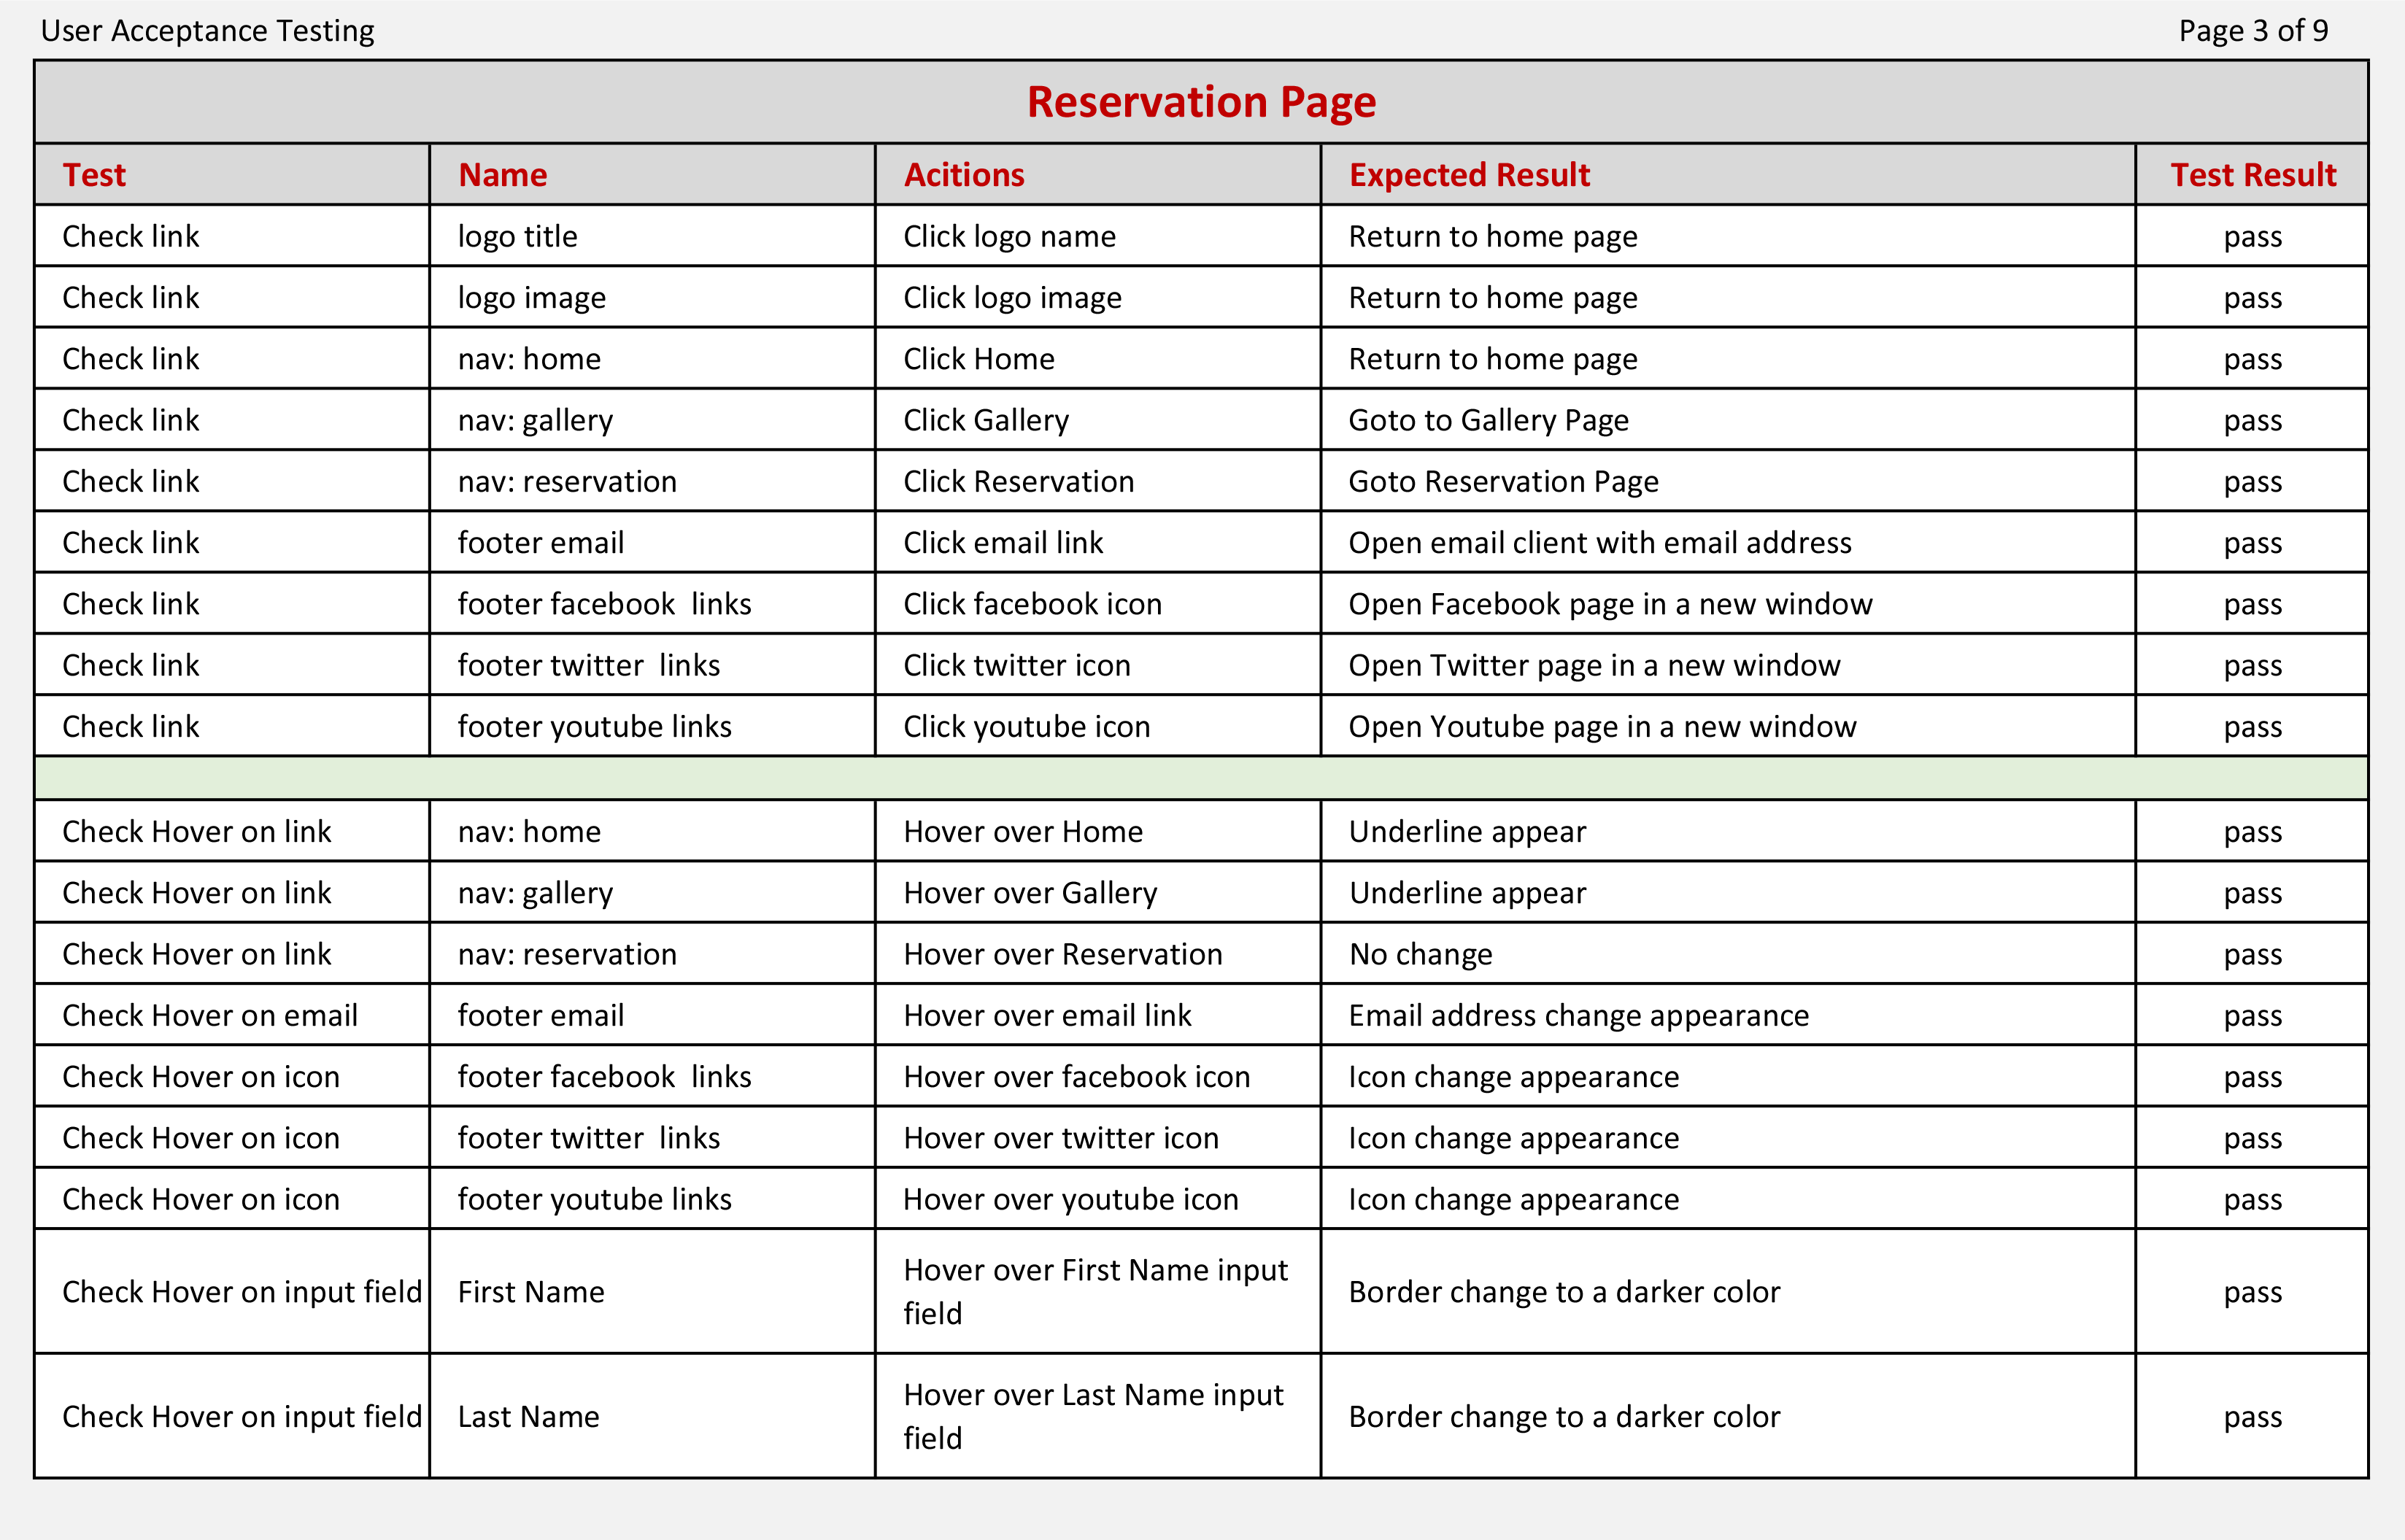 User Acceptance Testing Page 3 of 9
Reservation Page
Test Name Acitions Expected Result Test Result
Check link logo title Click logo name Return to home page pass
Check link logo image Click logo image Return to home page pass
Check link nav: home Click Home Return to home page pass
Check link nav: gallery Click Gallery Goto to Gallery Page pass
Check link nav: reservation Click Reservation Goto Reservation Page pass
Check link footer email Click email link Open email client with email address pass
Check link footer facebook  links Click facebook icon Open Facebook page in a new window pass
Check link footer twitter  links Click twitter icon Open Twitter page in a new window pass
Check link footer youtube links Click youtube icon Open Youtube page in a new window pass
Check Hover on link nav: home Hover over Home Underline appear pass
Check Hover on link nav: gallery Hover over Gallery Underline appear pass
Check Hover on link nav: reservation Hover over Reservation No change pass
Check Hover on email footer email Hover over email link Email address change appearance pass
Check Hover on icon footer facebook  links Hover over facebook icon Icon change appearance pass
Check Hover on icon footer twitter  links Hover over twitter icon Icon change appearance pass
Check Hover on icon footer youtube links Hover over youtube icon Icon change appearance pass
Check Hover on input field First Name Hover over First Name input
field Border change to a darker color pass
Check Hover on input field Last Name Hover over Last Name input
field Border change to a darker color pass